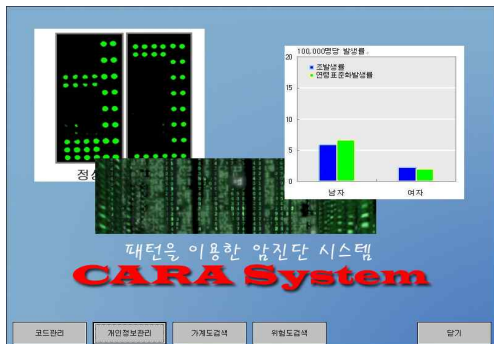 100,000명당 발생률.
20
조발생률
연령표준화발생률
15
10
5
0
남자
여자
패턴을 이용한 암진단 시스템
CARA System
코드관리
개인정보관리
가계도검색
위험도검색
닫기